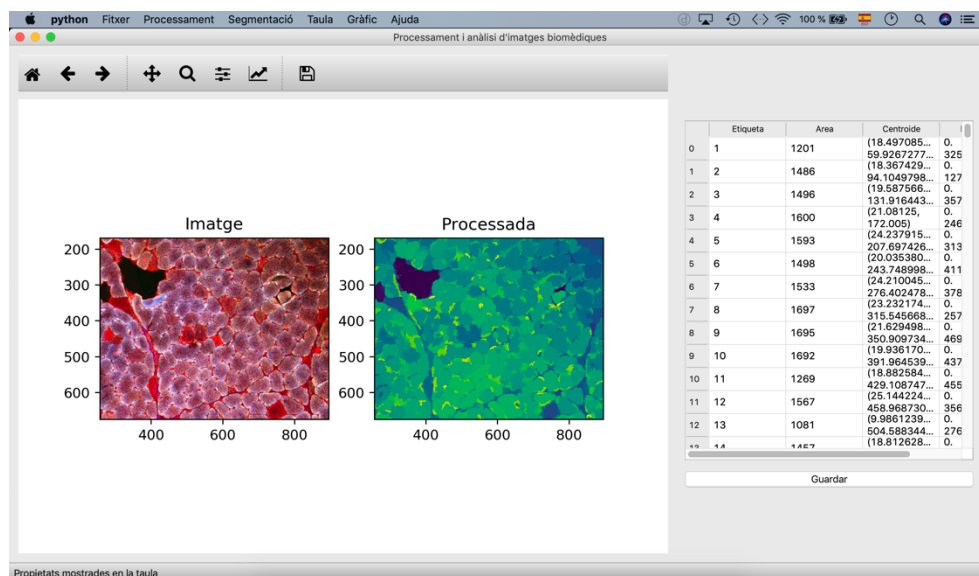 python Fitxer Processament Segmentació Taula Gràfic Ajuda 100 %
Processament i anàlisi d'imatges biomèdiques
Imatge
Processada
200
300
400
500
600
400 600 800
200
300
400
500
600
400 600 800
Etiqueta Area Centroide
0 1 1201 (18.497085... 59.9267277... 0. 325
1 2 1486 (18.367429... 94.1049798... 0. 127
2 3 1496 (19.587566... 131.916443... 0. 357
3 4 1600 (21.08125, 172.005) 0. 246
4 5 1593 (24.237915... 207.697426... 0. 313
5 6 1498 (20.035380... 243.748998... 0. 411
6 7 1533 (24.210045... 276.402478... 0. 378
7 8 1697 (23.232174... 315.545668... 0. 257
8 9 1695 (21.629498... 350.909734... 0. 469
9 10 1692 (19.936170... 391.964539... 0. 437
10 11 1269 (18.882584... 429.108747... 0. 455
11 12 1567 (25.144224... 458.968730... 0. 356
12 13 1081 (9.9861239... 504.588344... 0. 276
13 14 1457 (18.812628... 0.
Guardar
Propietats mostrades en la taula